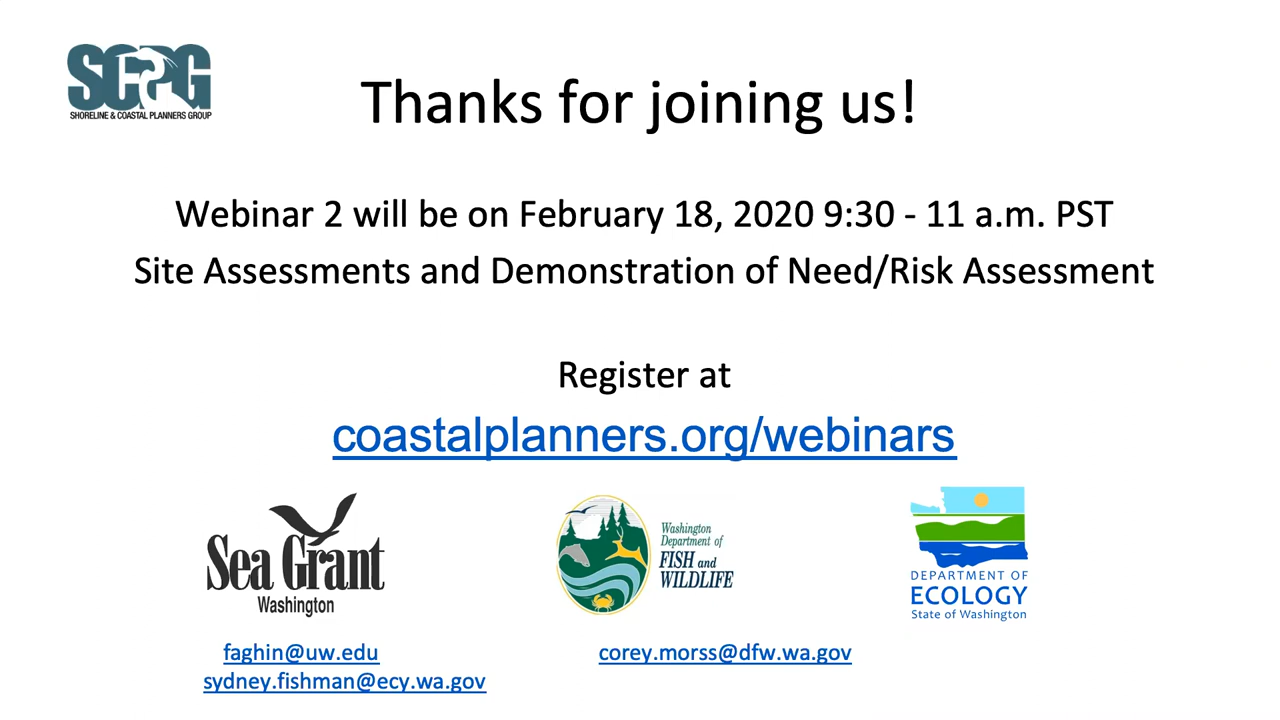 SCPG
SHORELINE & COASTAL PLANNERS GROUP
Thanks for joining us!
Webinar 2 will be on February 18, 2020 9:30 - 11 a.m. PST
Site Assessments and Demonstration of Need/Risk Assessment
Register at
coastalplanners.org/webinars
Sea Grant
Washington
Washington
Department of
FISH and
WILDLIFE
DEPARTMENT OF
ECOLOGY
State of Washington
faghin@uw.edu
corey.morss@dfw.wa.gov
sydney.fishman@ecy.wa.gov